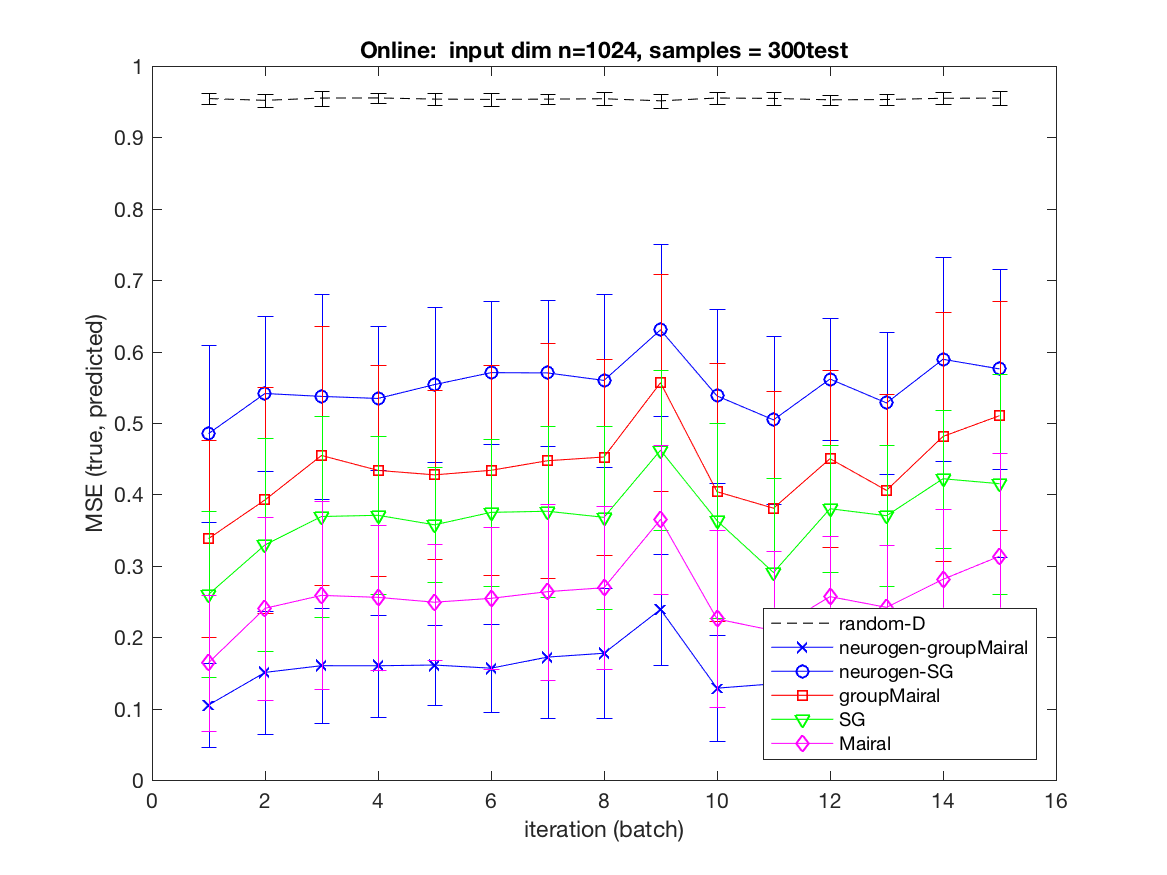 Online:  input dim n=1024, samples = 300test
1
0.9
0.8
0.7
0.6
0.5
0.4
0.3
0.2
0.1
0
MSE (true, predicted)
random-D
neurogen-groupMairal
neurogen-SG
groupMairal
SG
Mairal
0 2 4 6 8 10 12 14 16
iteration (batch)